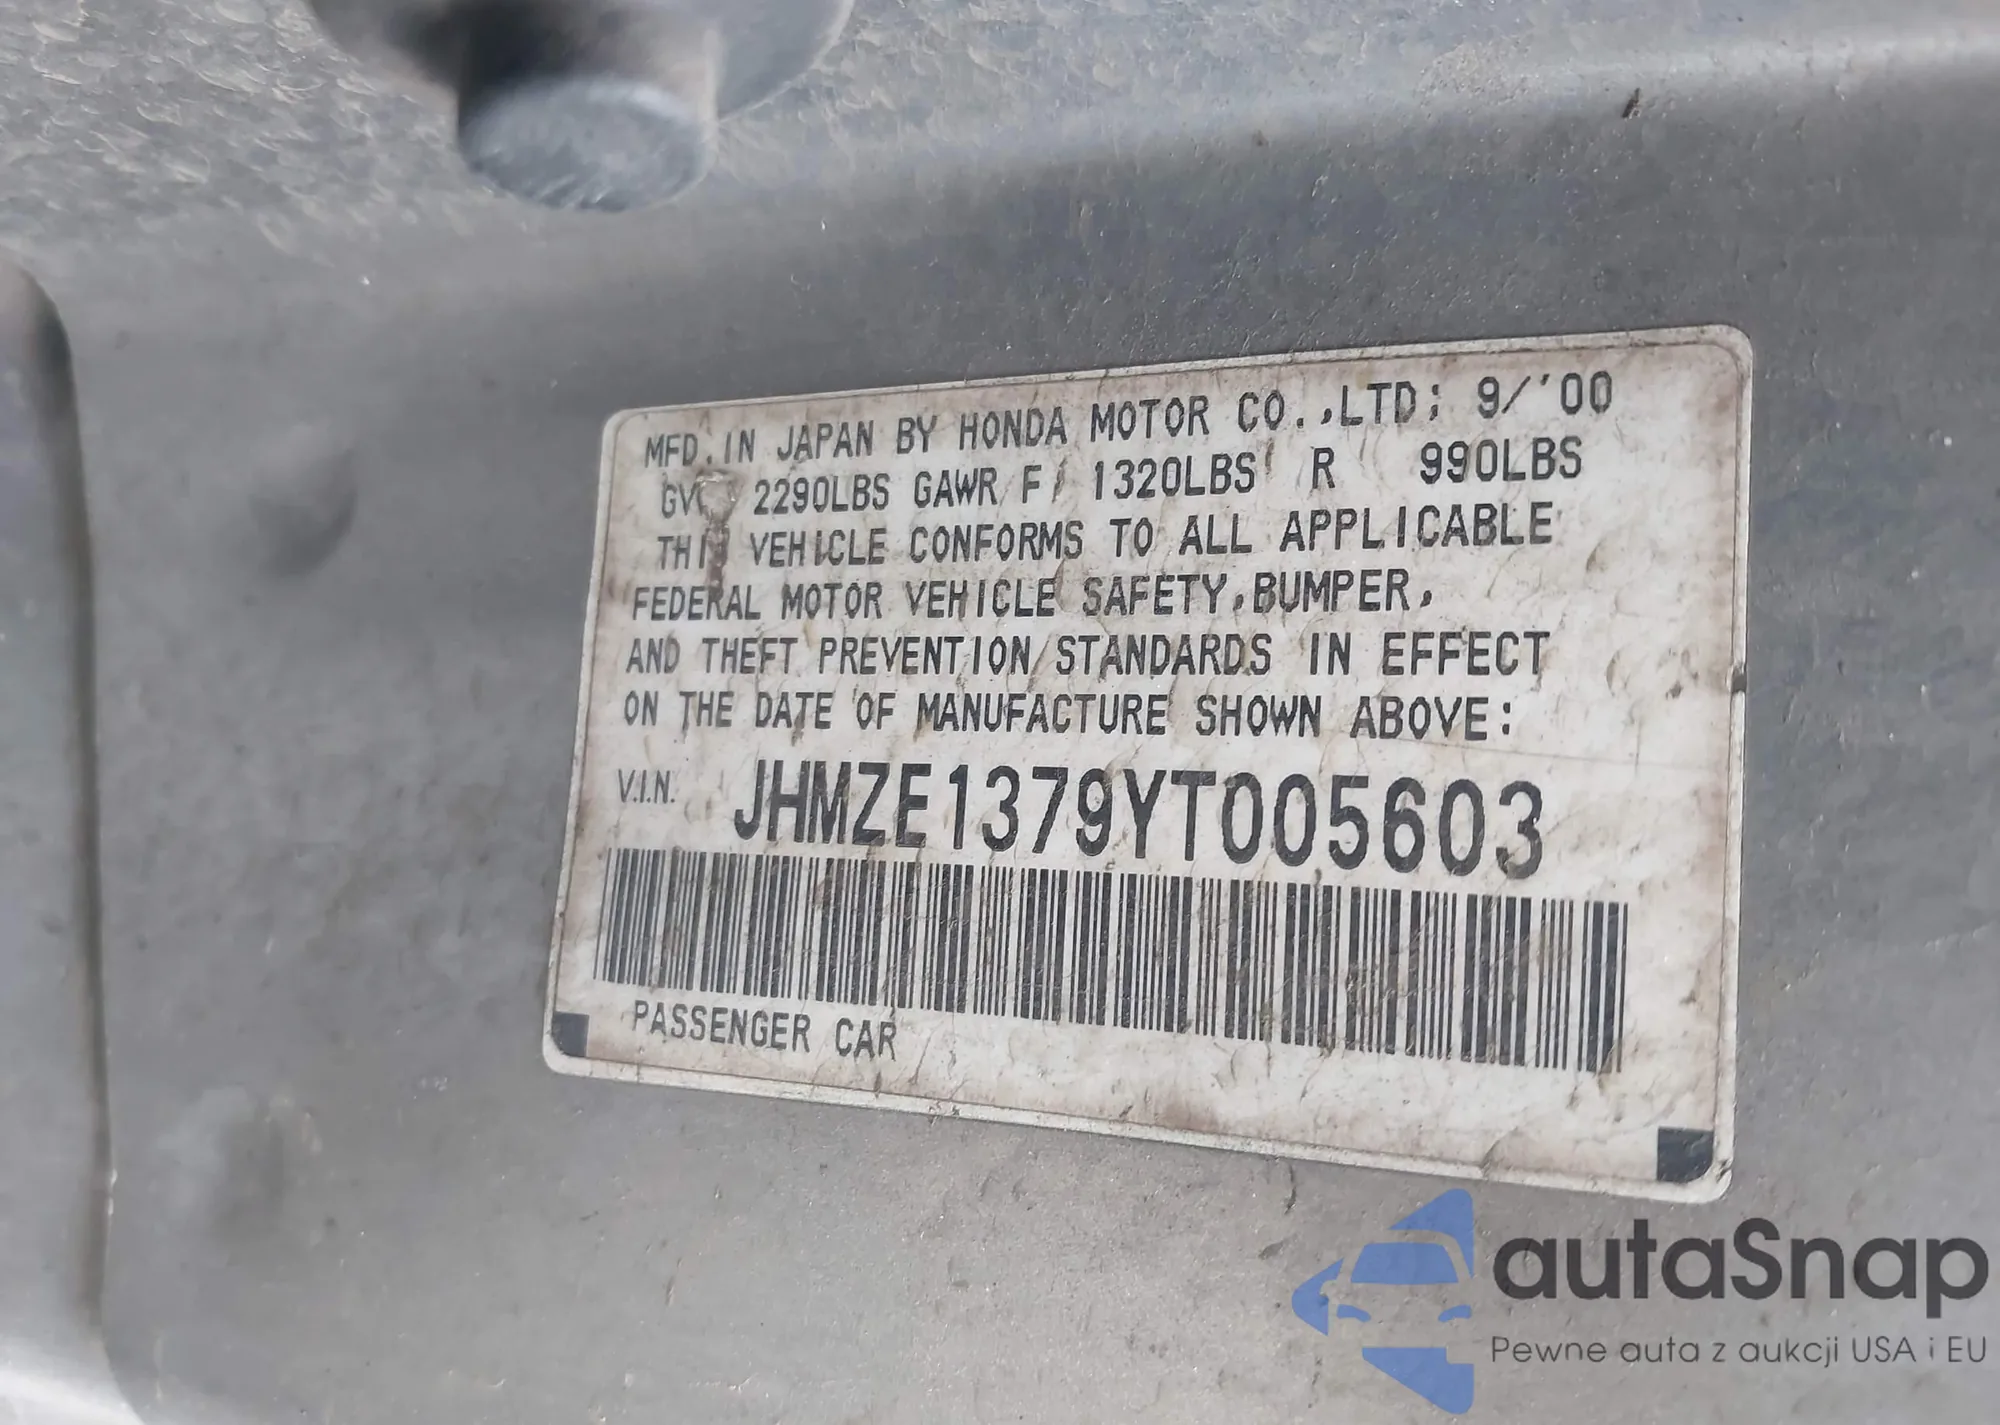 MFD. IN JAPAN BY HONDA MOTOR CO.,LTD; 9/'00
2290LBS GAWR F 1320LBS R 990LBS
VEHICLE CONFORMS TO ALL APPLICABLE
FEDERAL MOTOR VEHICLE SAFETY, BUMPER,
AND THEFT PREVENTION STANDARDS IN EFFECT
ON THE DATE OF MANUFACTURE SHOWN ABOVE:
V.I.N. JHMZE1379YT005603
PASSENGER CAR
autaSnap
Pewne auta z aukcji USA i EU